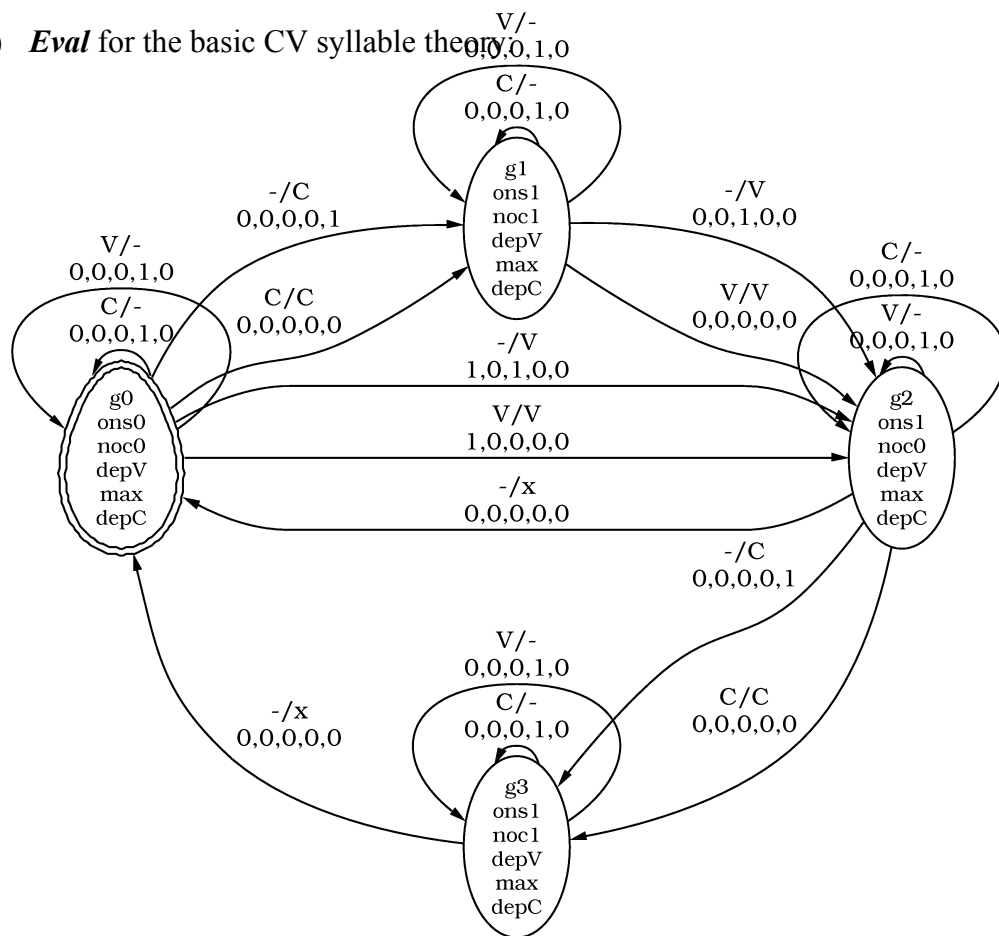 ) Eval for the basic CV syllable theory:
V/-
0,0,0,1,0
C/-
0,0,0,1,0
g1
ons1
noc1
depV
max
depC
-/C
0,0,0,0,1
-/V
0,0,1,0,0
V/-
0,0,0,1,0
C/-
0,0,0,1,0
C/C
0,0,0,0,0
V/V
0,0,0,0,0
C/-
0,0,0,1,0
V/-
0,0,0,1,0
-/V
1,0,1,0,0
g0
ons0
noc0
depV
max
depC
V/V
1,0,0,0,0
g2
ons1
noc0
depV
max
depC
-/x
0,0,0,0,0
-/C
0,0,0,0,1
V/-
0,0,0,1,0
C/-
0,0,0,1,0
C/C
0,0,0,0,0
-/x
0,0,0,0,0
g3
ons1
noc1
depV
max
depC